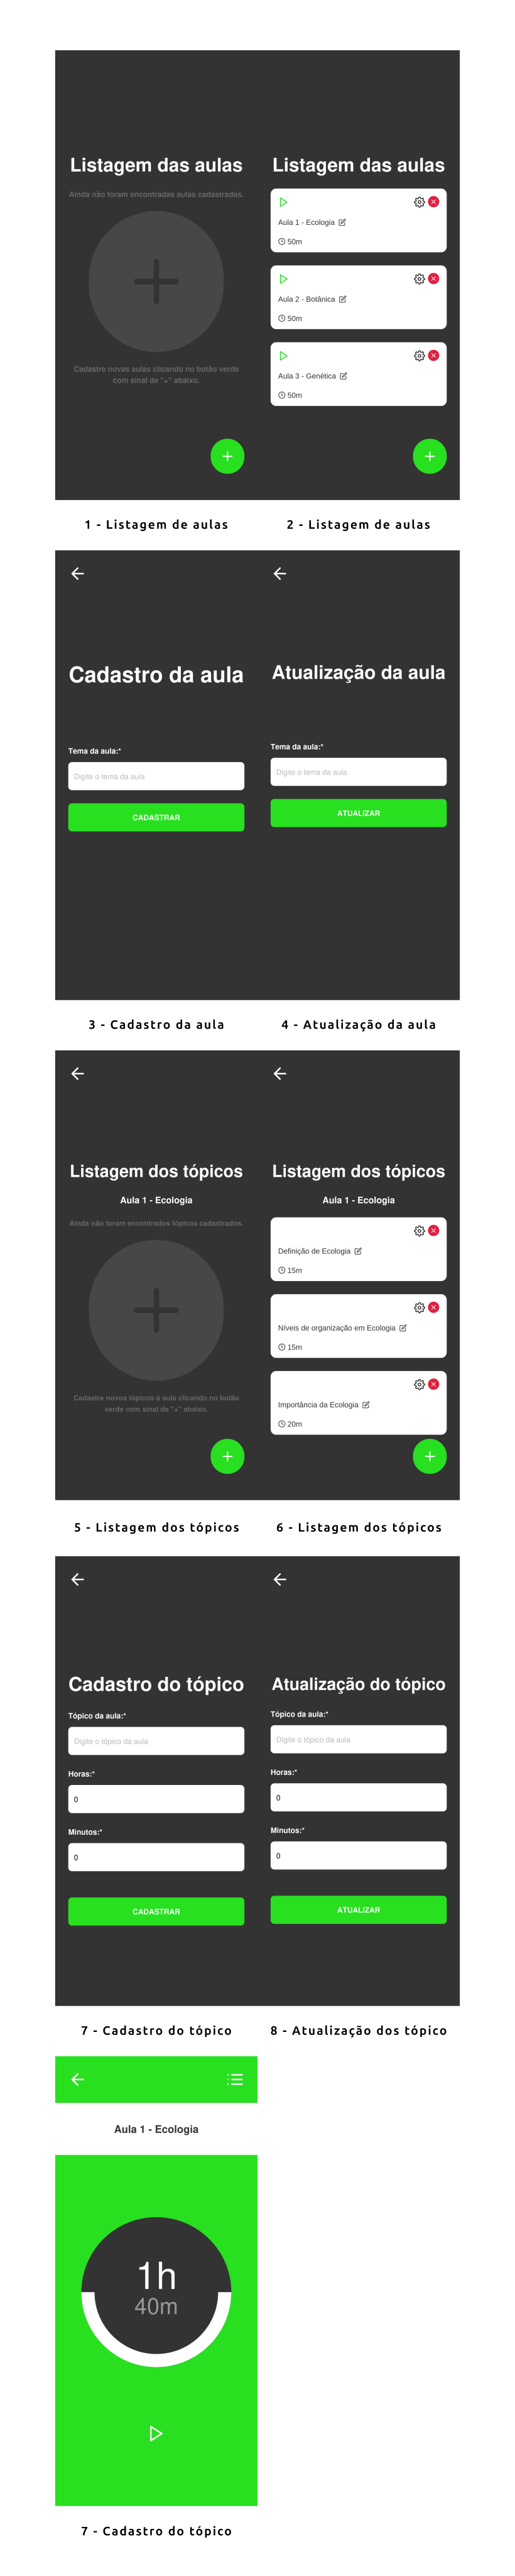 Listagem das aulas
Ainda não foram encontradas aulas cadastradas.
Cadastre novas aulas clicando no botão verde
com sinal de "+" abaixo.
1 - Listagem de aulas
Listagem das aulas
Aula 1 - Ecologia
50m
Aula 2 - Botânica
50m
Aula 3 - Genética
50m
2 - Listagem de aulas
Cadastro da aula
Tema da aula:*
Digite o tema da aula
CADASTRAR
3 - Cadastro da aula
Atualização da aula
Tema da aula:*
Digite o tema da aula
ATUALIZAR
4 - Atualização da aula
Listagem dos tópicos
Aula 1 - Ecologia
Ainda não foram encontrados tópicos cadastrados.
Cadastre novos tópicos à aula clicando no botão
verde com sinal de "+" abaixo.
5 - Listagem dos tópicos
Listagem dos tópicos
Aula 1 - Ecologia
Definição de Ecologia
15m
Níveis de organização em Ecologia
15m
Importância da Ecologia
20m
6 - Listagem dos tópicos
Cadastro do tópico
Tópico da aula:*
Digite o tópico da aula
Horas:*
0
Minutos:*
0
CADASTRAR
7 - Cadastro do tópico
Atualização do tópico
Tópico da aula:*
Digite o tópico da aula
Horas:*
0
Minutos:*
0
ATUALIZAR
8 - Atualização dos tópico
Aula 1 - Ecologia
1h
40m
7 - Cadastro do tópico